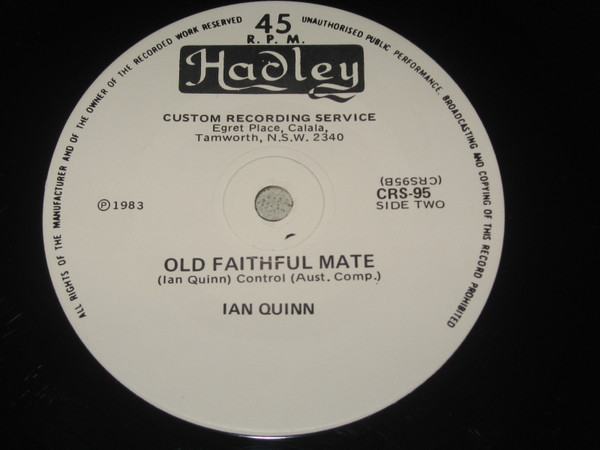 45
R.P.M.
Hadley
CUSTOM RECORDING SERVICE
Egret Place, Calala,
Tamworth, N.S.W. 2340
℗1983
(CRS95B)
CRS-95
SIDE TWO
OLD FAITHFUL MATE
(Ian Quinn) Control (Aust. Comp.)
IAN QUINN
ALL RIGHTS OF THE MANUFACTURER AND OF THE OWNER OF THE RECORDED WORK RESERVED
UNAUTHORISED PUBLIC PERFORMANCE, BROADCASTING AND COPYING OF THIS RECORD PROHIBITED